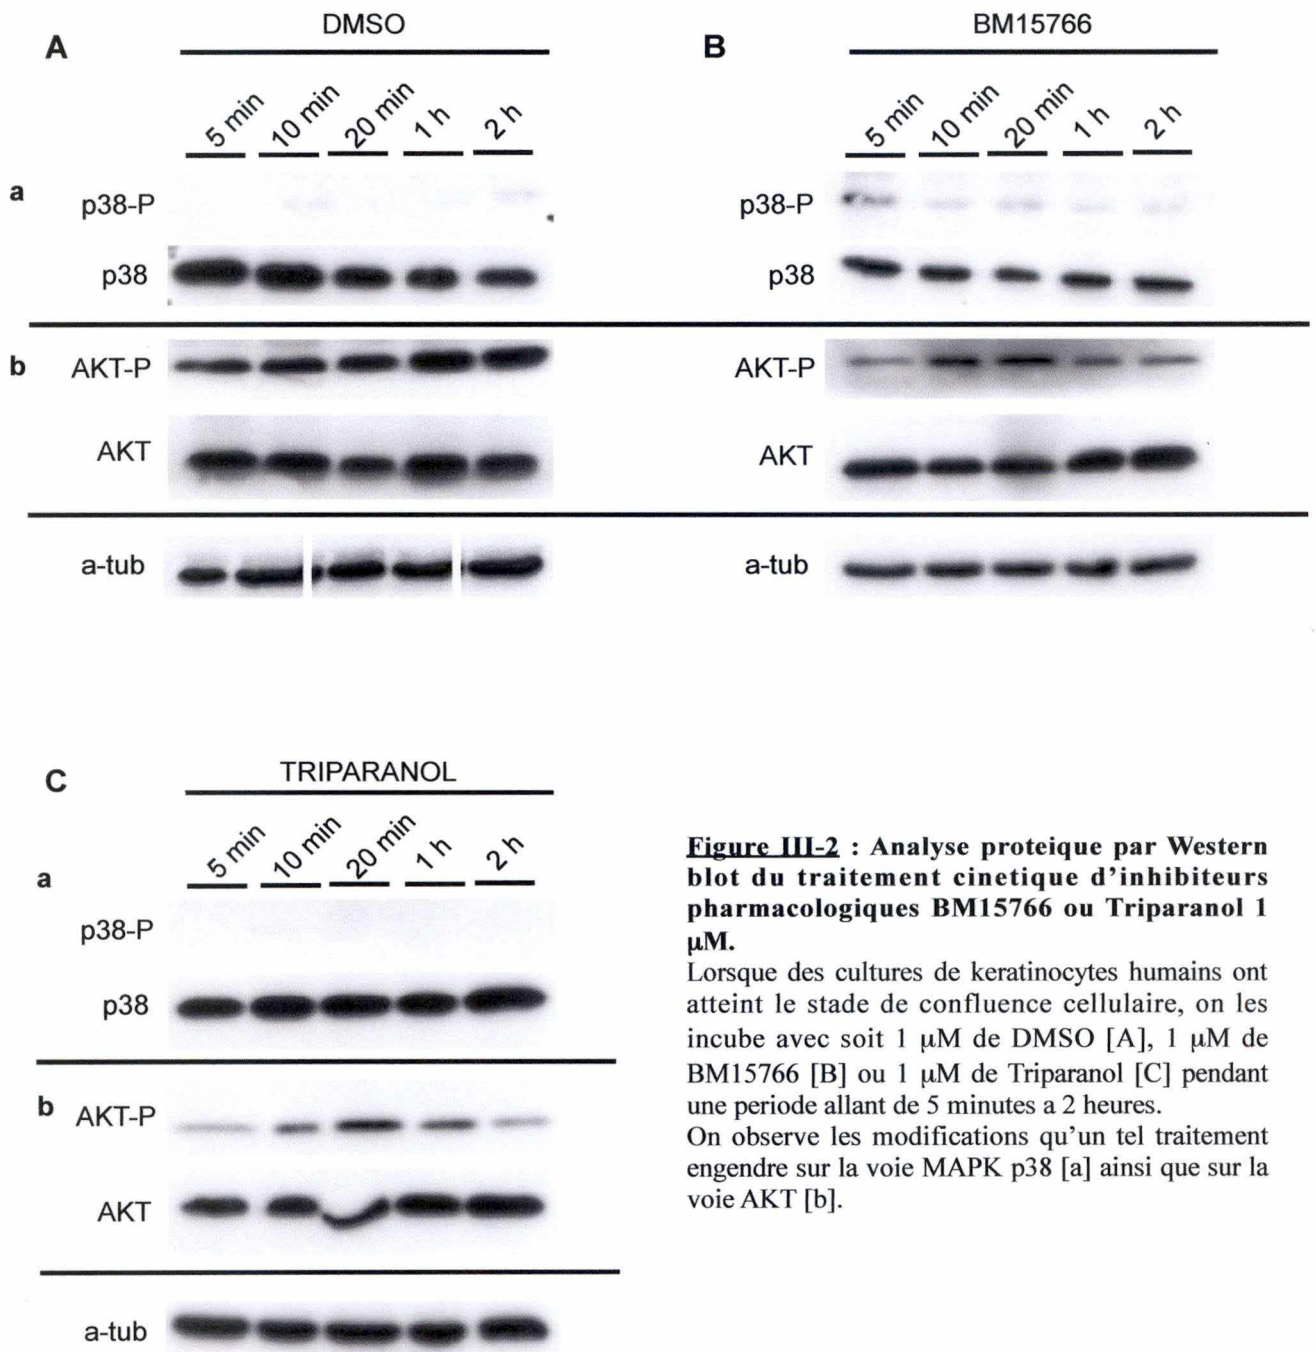 A
DMSO
5 min 10 min 20 min 1 h 2 h
a
p38-P
p38
b
AKT-P
AKT
a-tub
B
BM15766
5 min 10 min 20 min 1 h 2 h
p38-P
p38
AKT-P
AKT
a-tub
C
TRIPARANOL
5 min 10 min 20 min 1 h 2 h
a
p38-P
p38
b
AKT-P
AKT
a-tub
Figure III-2 : Analyse proteique par Western
blot du traitement cinetique d'inhibiteurs
pharmacologiques BM15766 ou Triparanol 1
µM.
Lorsque des cultures de keratinocytes humains ont
atteint le stade de confluence cellulaire, on les
incube avec soit 1 µM de DMSO [A], 1 µM de
BM15766 [B] ou 1 µM de Triparanol [C] pendant
une periode allant de 5 minutes a 2 heures.
On observe les modifications qu'un tel traitement
engendre sur la voie MAPK p38 [a] ainsi que sur la
voie AKT [b].